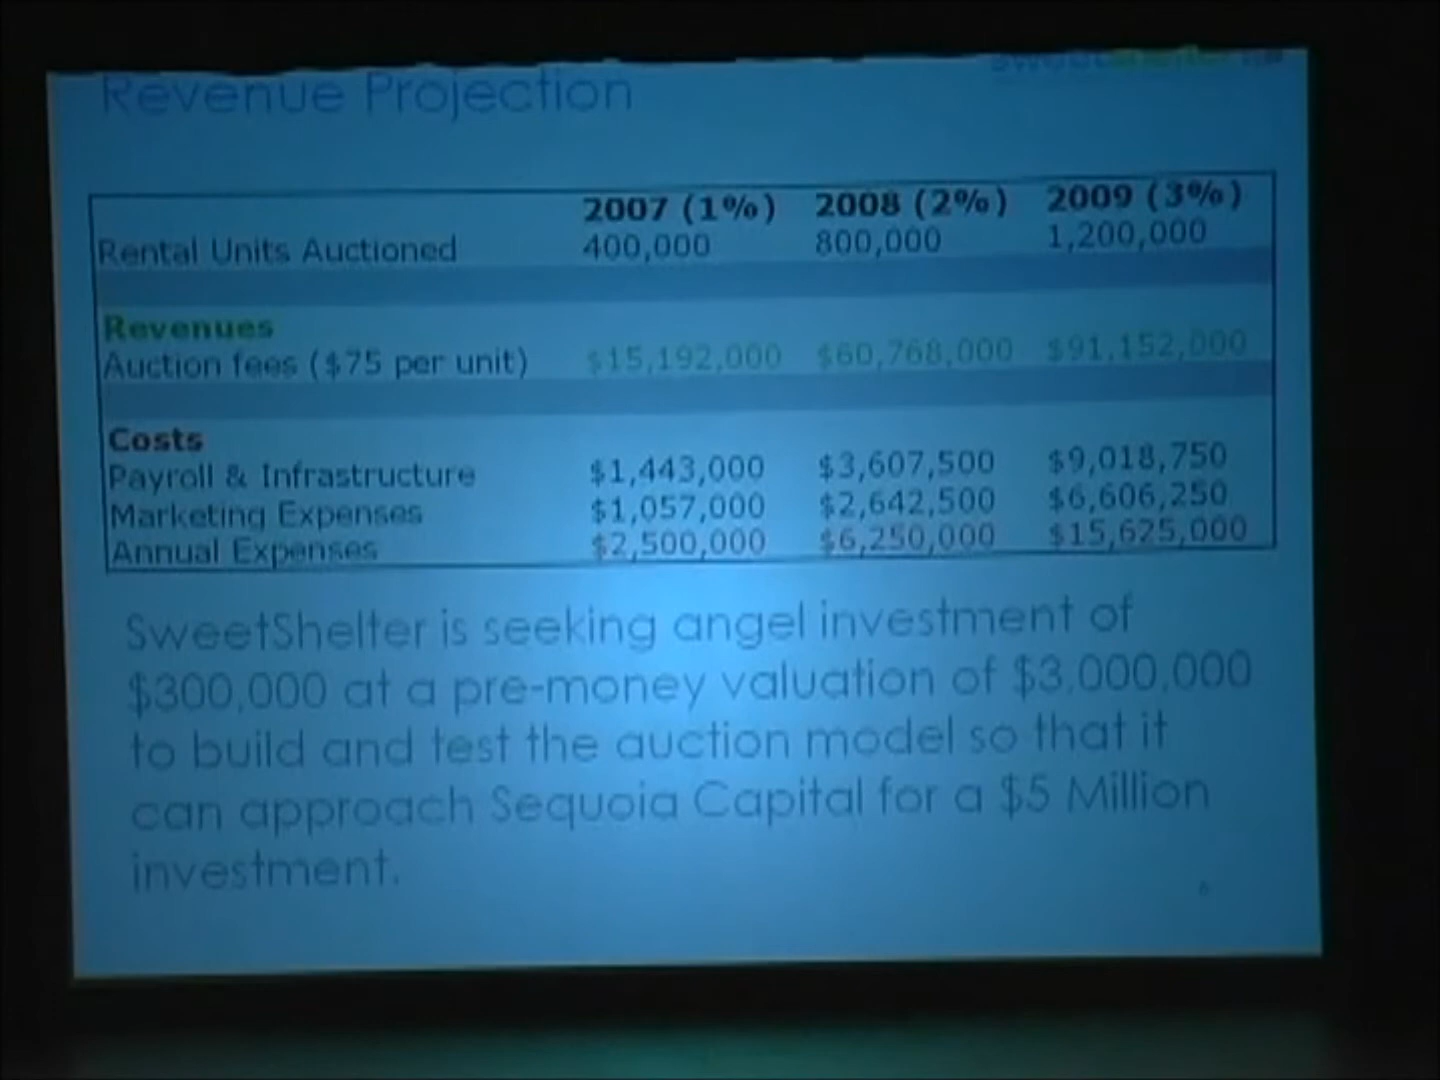 Revenue Projection
sweetshelter
2007 (1%) 2008 (2%) 2009 (3%)
Rental Units Auctioned 400,000 800,000 1,200,000
Revenues
Auction fees ($75 per unit) $15,192,000 $60,768,000 $91,152,000
Costs
Payroll & Infrastructure $1,443,000 $3,607,500 $9,018,750
Marketing Expenses $1,057,000 $2,642,500 $6,606,250
Annual Expenses $2,500,000 $6,250,000 $15,625,000
SweetShelter is seeking angel investment of
$300,000 at a pre-money valuation of $3,000,000
to build and test the auction model so that it
can approach Sequoia Capital for a $5 Million
investment.